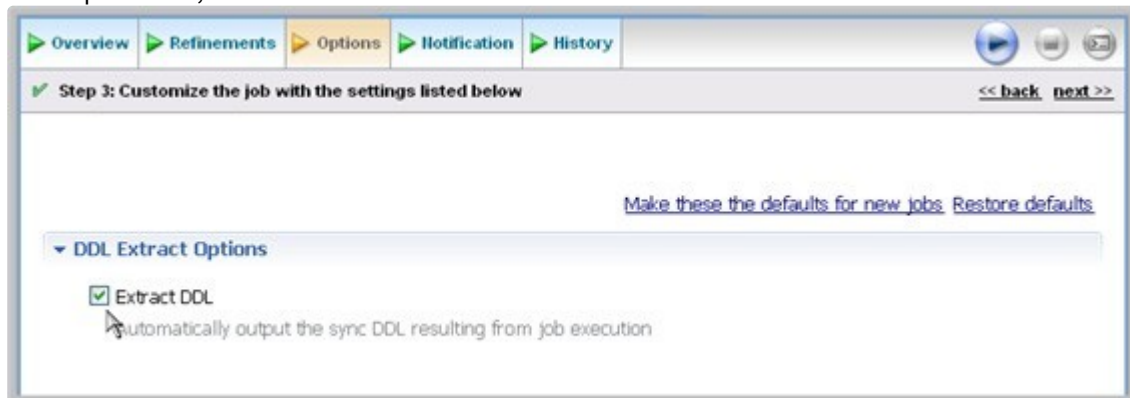 Overview Refinements Options Notification History
Step 3: Customize the job with the settings listed below << back next >>
Make these the defaults for new jobs Restore defaults
DDL Extract Options
Extract DDL
Automatically output the sync DDL resulting from job execution